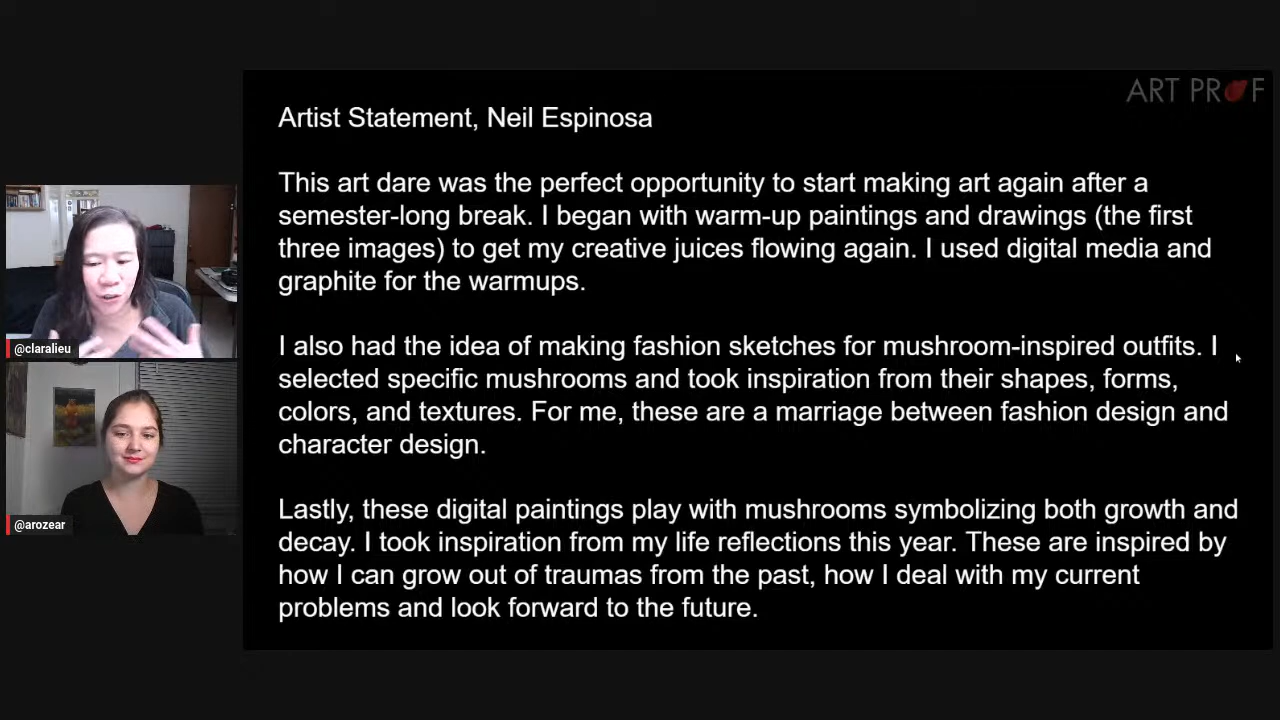 ART PROF
Artist Statement, Neil Espinosa
This art dare was the perfect opportunity to start making art again after a
semester-long break. I began with warm-up paintings and drawings (the first
three images) to get my creative juices flowing again. I used digital media and
graphite for the warmups.
I also had the idea of making fashion sketches for mushroom-inspired outfits. I
selected specific mushrooms and took inspiration from their shapes, forms,
colors, and textures. For me, these are a marriage between fashion design and
character design.
Lastly, these digital paintings play with mushrooms symbolizing both growth and
decay. I took inspiration from my life reflections this year. These are inspired by
how I can grow out of traumas from the past, how I deal with my current
problems and look forward to the future.
@claralieu
@arozear